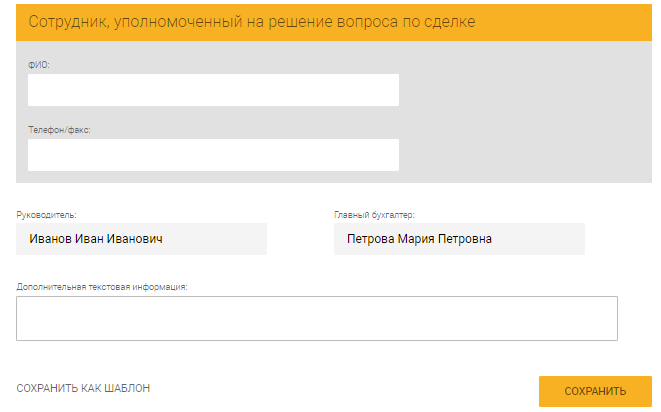 Сотрудник, уполномоченный на решение вопроса по сделке
ФИО:
Телефон/факс:
Руководитель: Главный бухгалтер:
Иванов Иван Иванович Петрова Мария Петровна
Дополнительная текстовая информация:
СОХРАНИТЬ КАК ШАБЛОН СОХРАНИТЬ